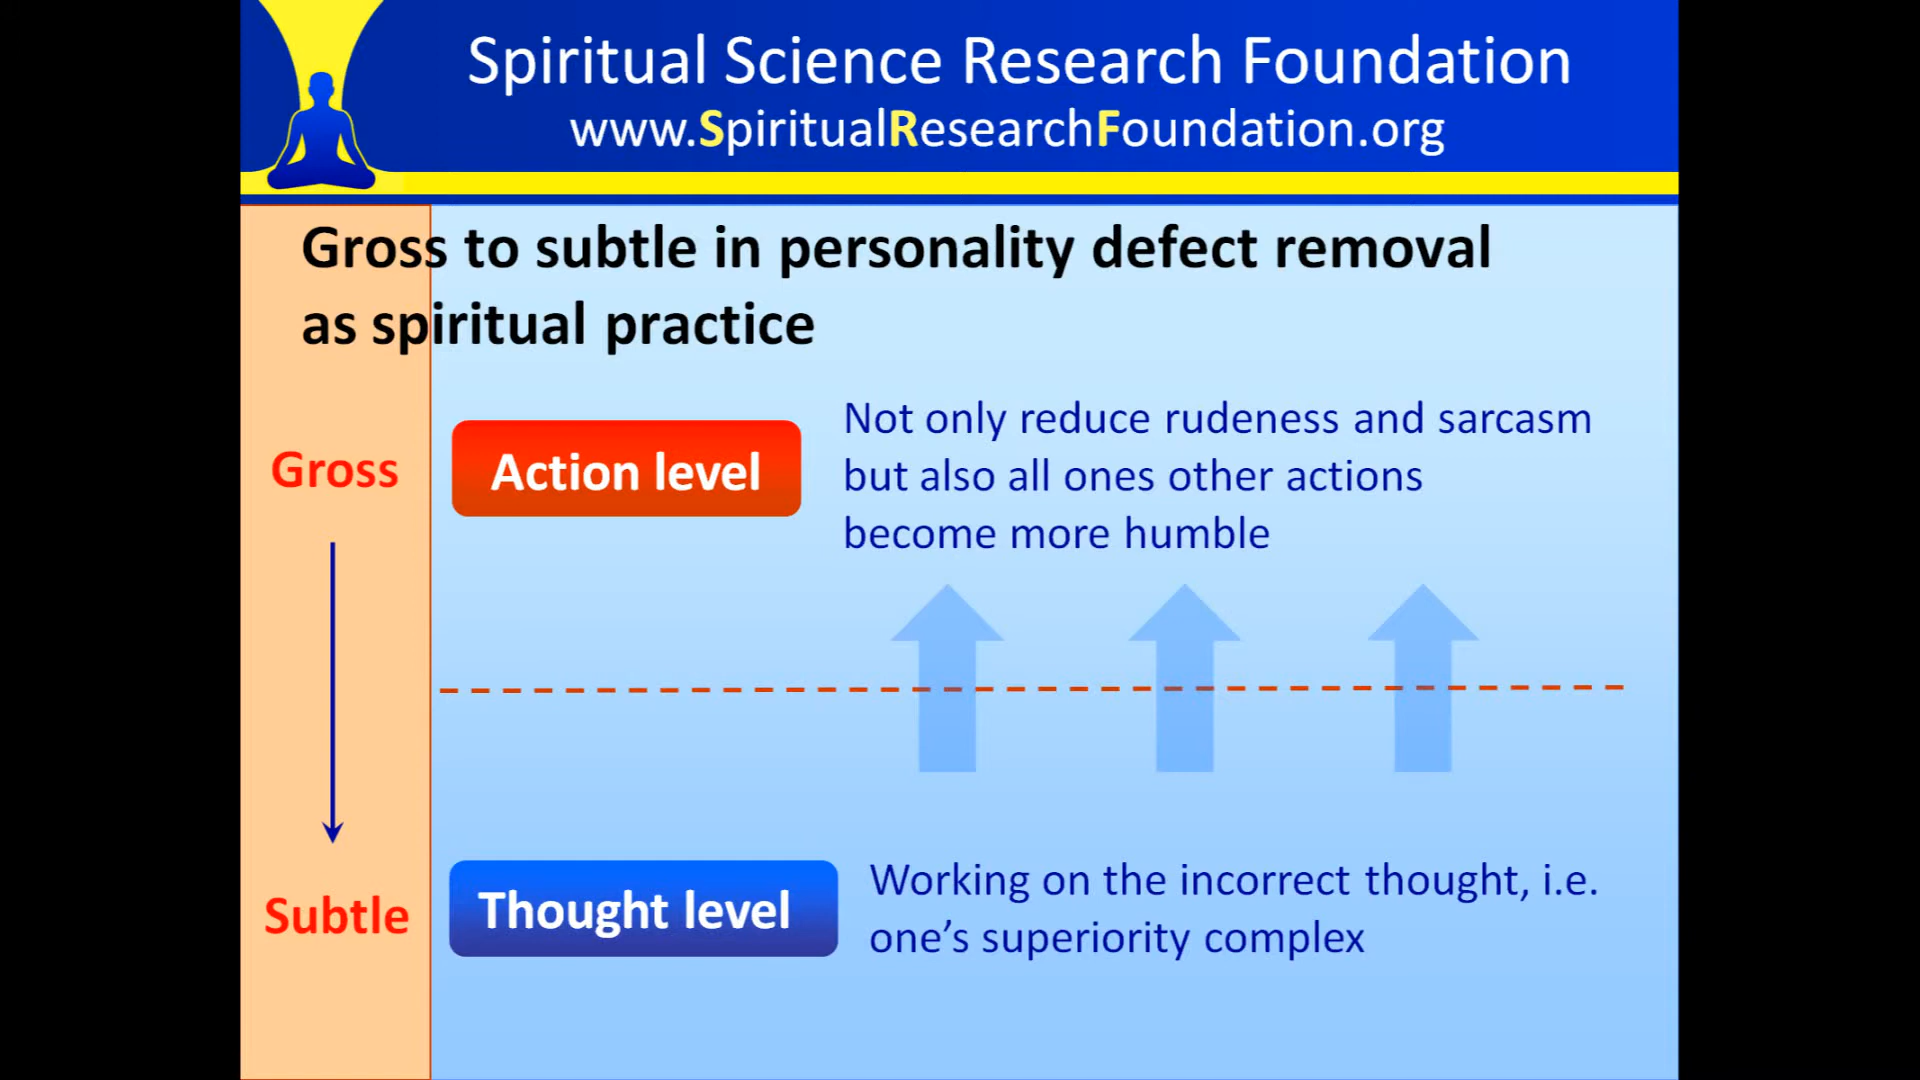 Spiritual Science Research Foundation
www.SpiritualResearchFoundation.org
Gross to subtle in personality defect removal
as spiritual practice
Gross
Action level
Not only reduce rudeness and sarcasm
but also all ones other actions
become more humble
Subtle
Thought level
Working on the incorrect thought, i.e.
one’s superiority complex